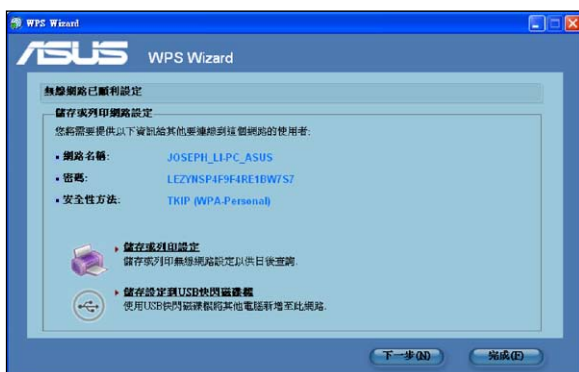 WPS Wizard
ASUS WPS Wizard
無線網路已順利設定
儲存或列印網路設定
您將需要提供以下資訊給其他要連線到這個網路的使用者:
網路名稱: JOSEPH_LI-PC_ASUS
密碼: LEZYNSP4F9F4RE1BW7S7
安全性方法: TKIP (WPA-Personal)
儲存或列印設定
儲存或列印無線網路設定以供日後查詢.
儲存設定到USB快閃磁碟機
使用USB快閃磁碟機將其他電腦新增至此網路.
下一步(N) 完成(F)